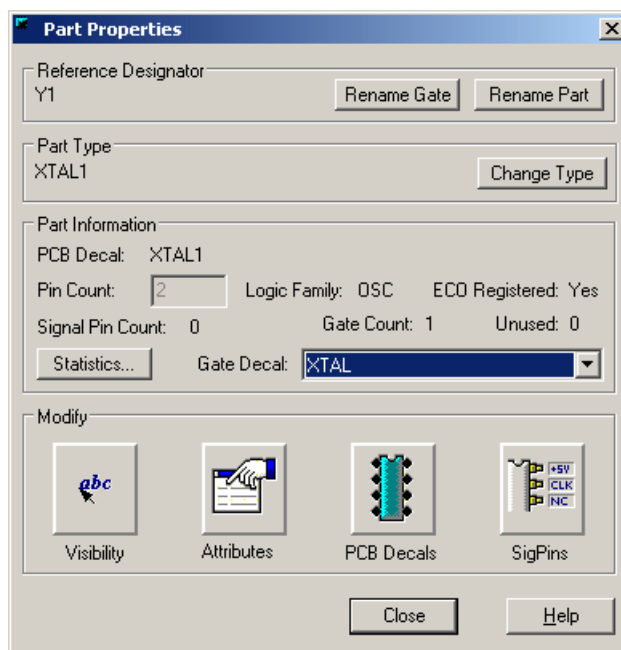 Part Properties
Reference Designator
Y1
Rename Gate
Rename Part
Part Type
XTAL1
Change Type
Part Information
PCB Decal: XTAL1
Pin Count: 2 Logic Family: OSC ECO Registered: Yes
Signal Pin Count: 0 Gate Count: 1 Unused: 0
Statistics... Gate Decal: XTAL
Modify
abc
+5V
CLK
NC
Visibility Attributes PCB Decals SigPins
Close Help